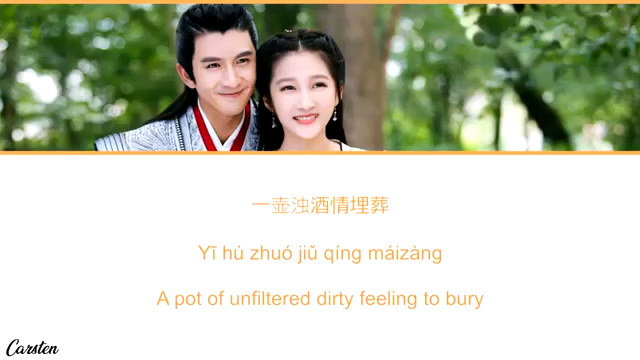 一壶浊酒情埋葬
Yī hú zhuó jiǔ qíng máizàng
A pot of unfiltered dirty feeling to bury
Carsten